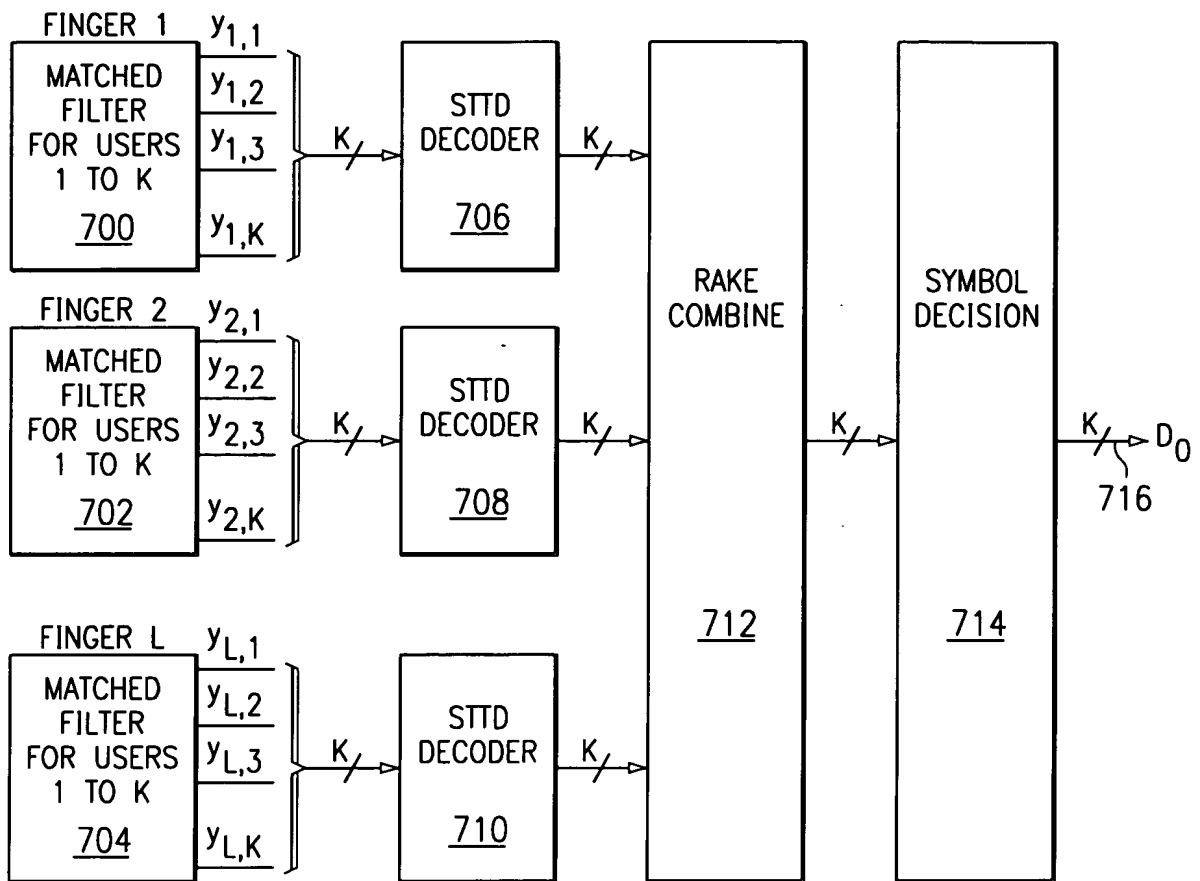 FINGER 1
MATCHED
FILTER
FOR USERS
1 TO K
700
y1,1
y1,2
y1,3
y1,K
K
STTD
DECODER
706
K
FINGER 2
MATCHED
FILTER
FOR USERS
1 TO K
702
y2,1
y2,2
y2,3
y2,K
K
STTD
DECODER
708
K
FINGER L
MATCHED
FILTER
FOR USERS
1 TO K
704
yL,1
yL,2
yL,3
yL,K
K
STTD
DECODER
710
K
RAKE
COMBINE
712
K
SYMBOL
DECISION
714
K
D0
716